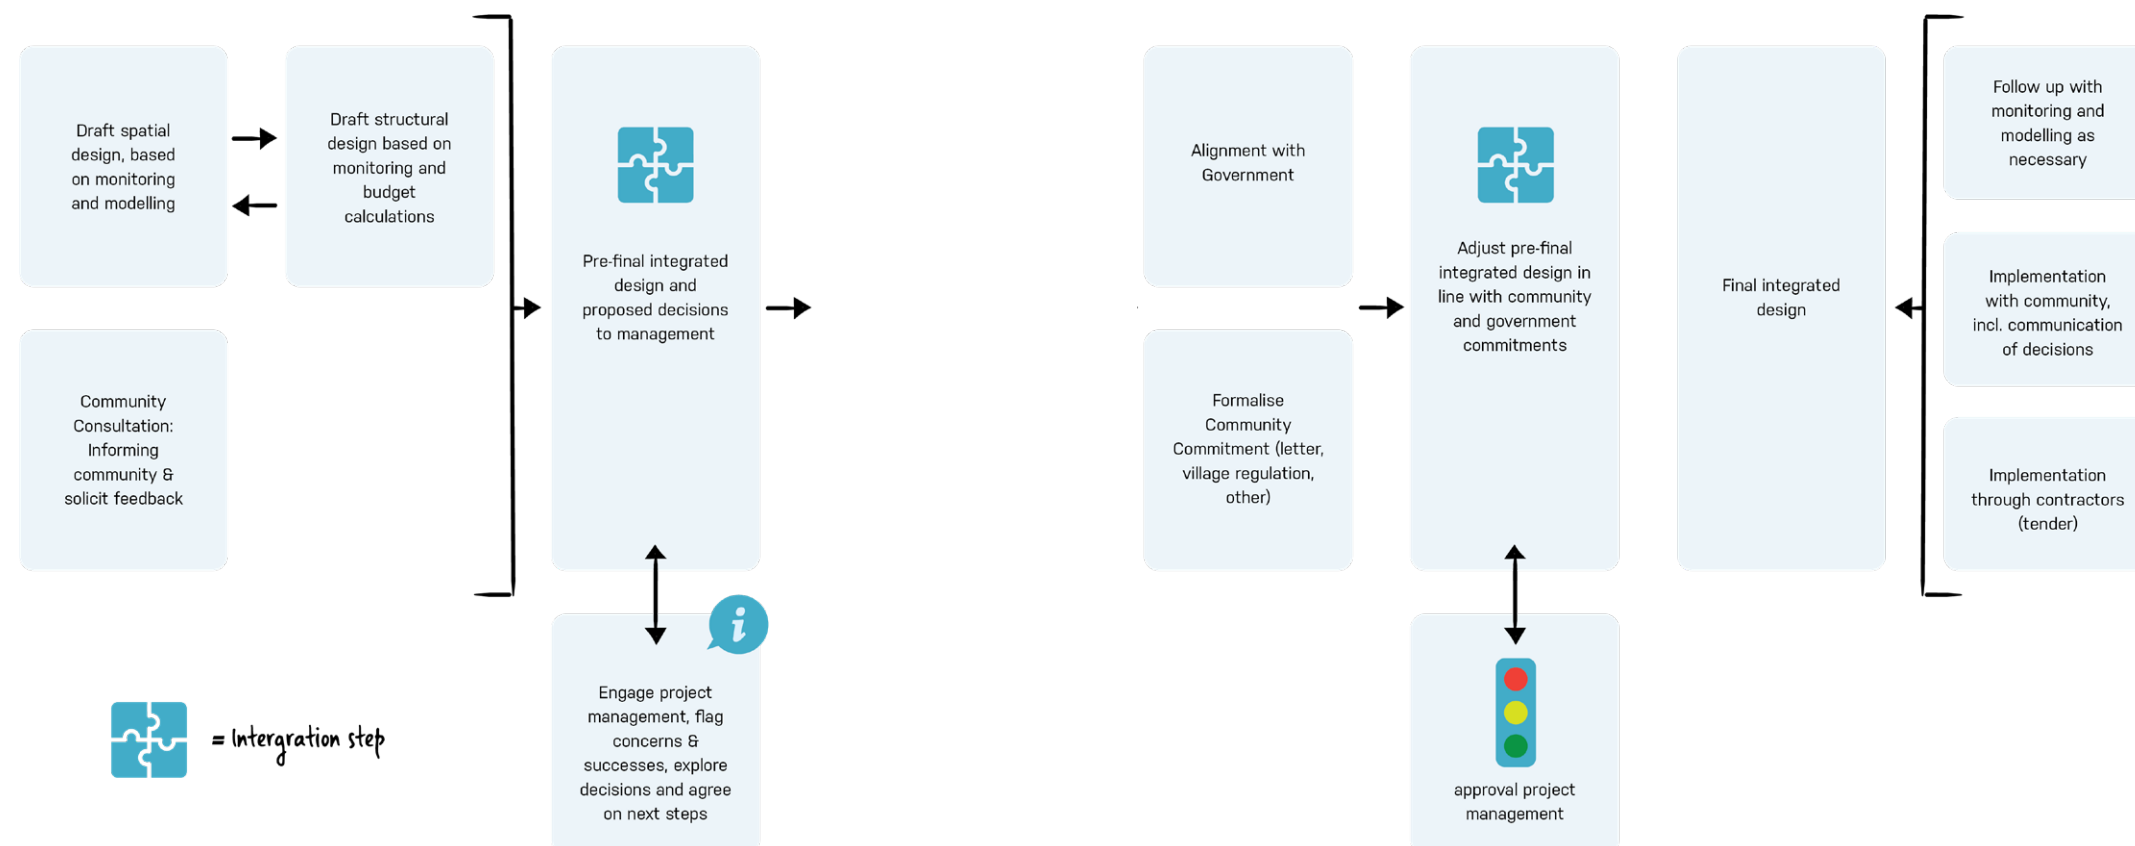 Draft spatial
design, based
on monitoring
and modelling
Draft structural
design based on
monitoring and
budget
calculations
Community
Consultation:
Informing
community &
solicit feedback
Pre-final integrated
design and
proposed decisions
to management
Engage project
management, flag
concerns &
successes, explore
decisions and agree
on next steps
= Intergration step
Alignment with
Government
Formalise
Community
Commitment (letter,
village regulation,
other)
Adjust pre-final
integrated design in
line with community
and government
commitments
approval project
management
Final integrated
design
Follow up with
monitoring and
modelling as
necessary
Implementation
with community,
incl. communication
of decisions
Implementation
through contractors
(tender)